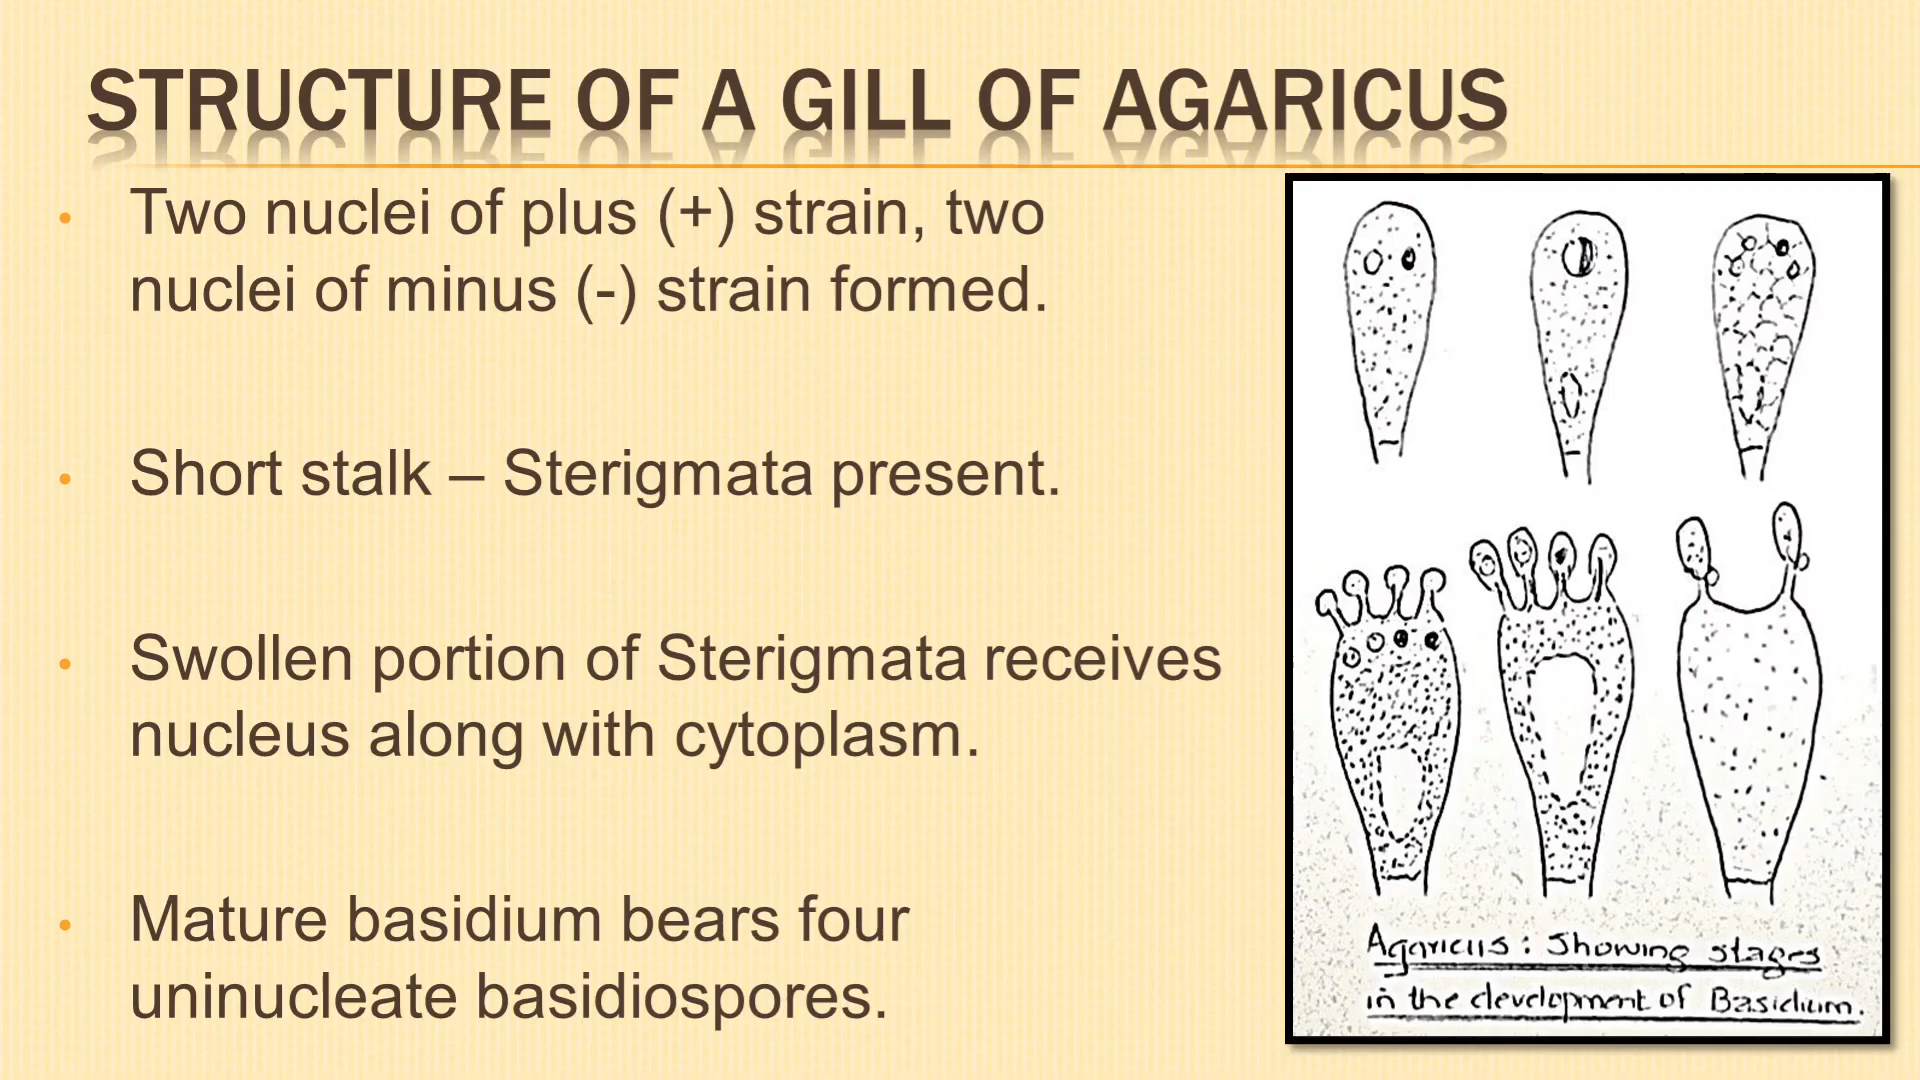 STRUCTURE OF A GILL OF AGARICUS
• Two nuclei of plus (+) strain, two
nuclei of minus (-) strain formed.
• Short stalk – Sterigmata present.
• Swollen portion of Sterigmata receives
nucleus along with cytoplasm.
• Mature basidium bears four
uninucleate basidiospores.
Agaricus : Showing stages
in the development of Basidium.